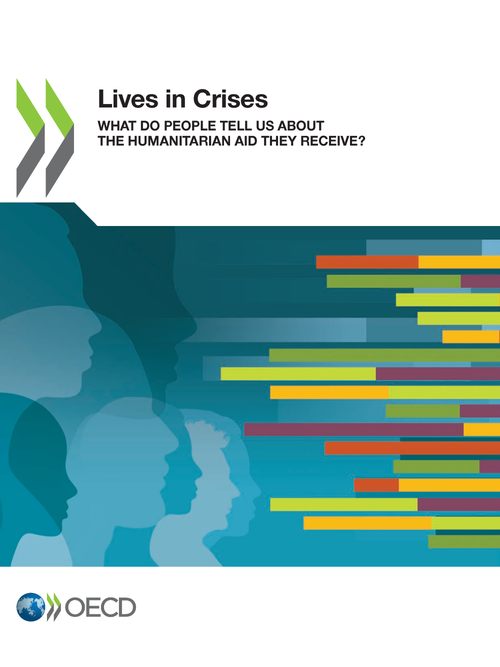 Lives in Crises
WHAT DO PEOPLE TELL US ABOUT
THE HUMANITARIAN AID THEY RECEIVE?
OECD